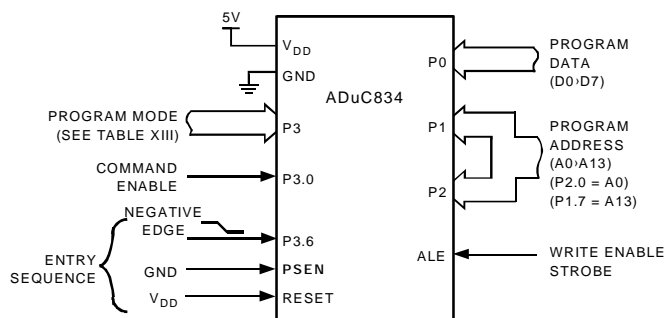 5V
VDD
GND
ADuC834
P0
PROGRAM
DATA
(D0›D7)
PROGRAM MODE
(SEE TABLE XIII)
P3
P1
PROGRAM
ADDRESS
(A0›A13)
(P2.0 = A0)
(P1.7 = A13)
COMMAND
ENABLE
P3.0
P2
NEGATIVE
EDGE
P3.6
ENTRY
SEQUENCE
GND
PSEN
VDD
RESET
ALE
WRITE ENABLE
STROBE